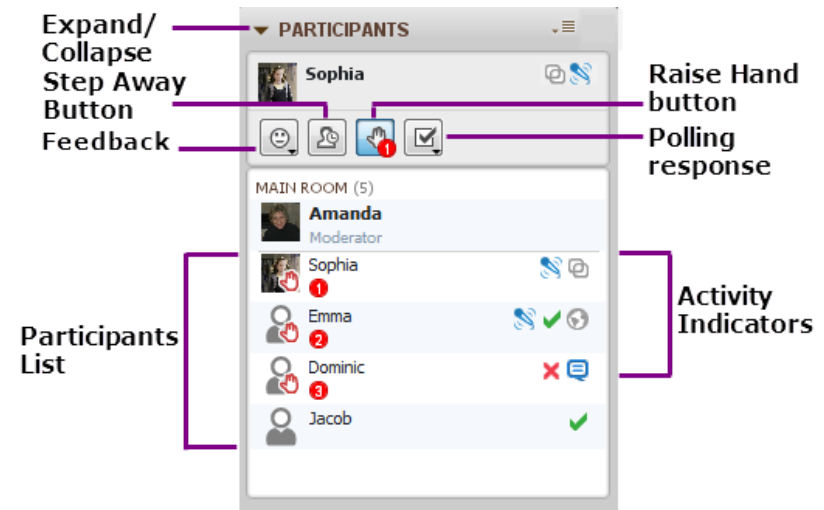 Expand/
Collapse
Step Away
Button
Feedback
PARTICIPANTS
Sophia
1
Raise Hand
button
Polling
response
MAIN ROOM (5)
Amanda
Moderator
Sophia
1
Emma
2
Dominic
3
Jacob
Participants
List
Activity
Indicators